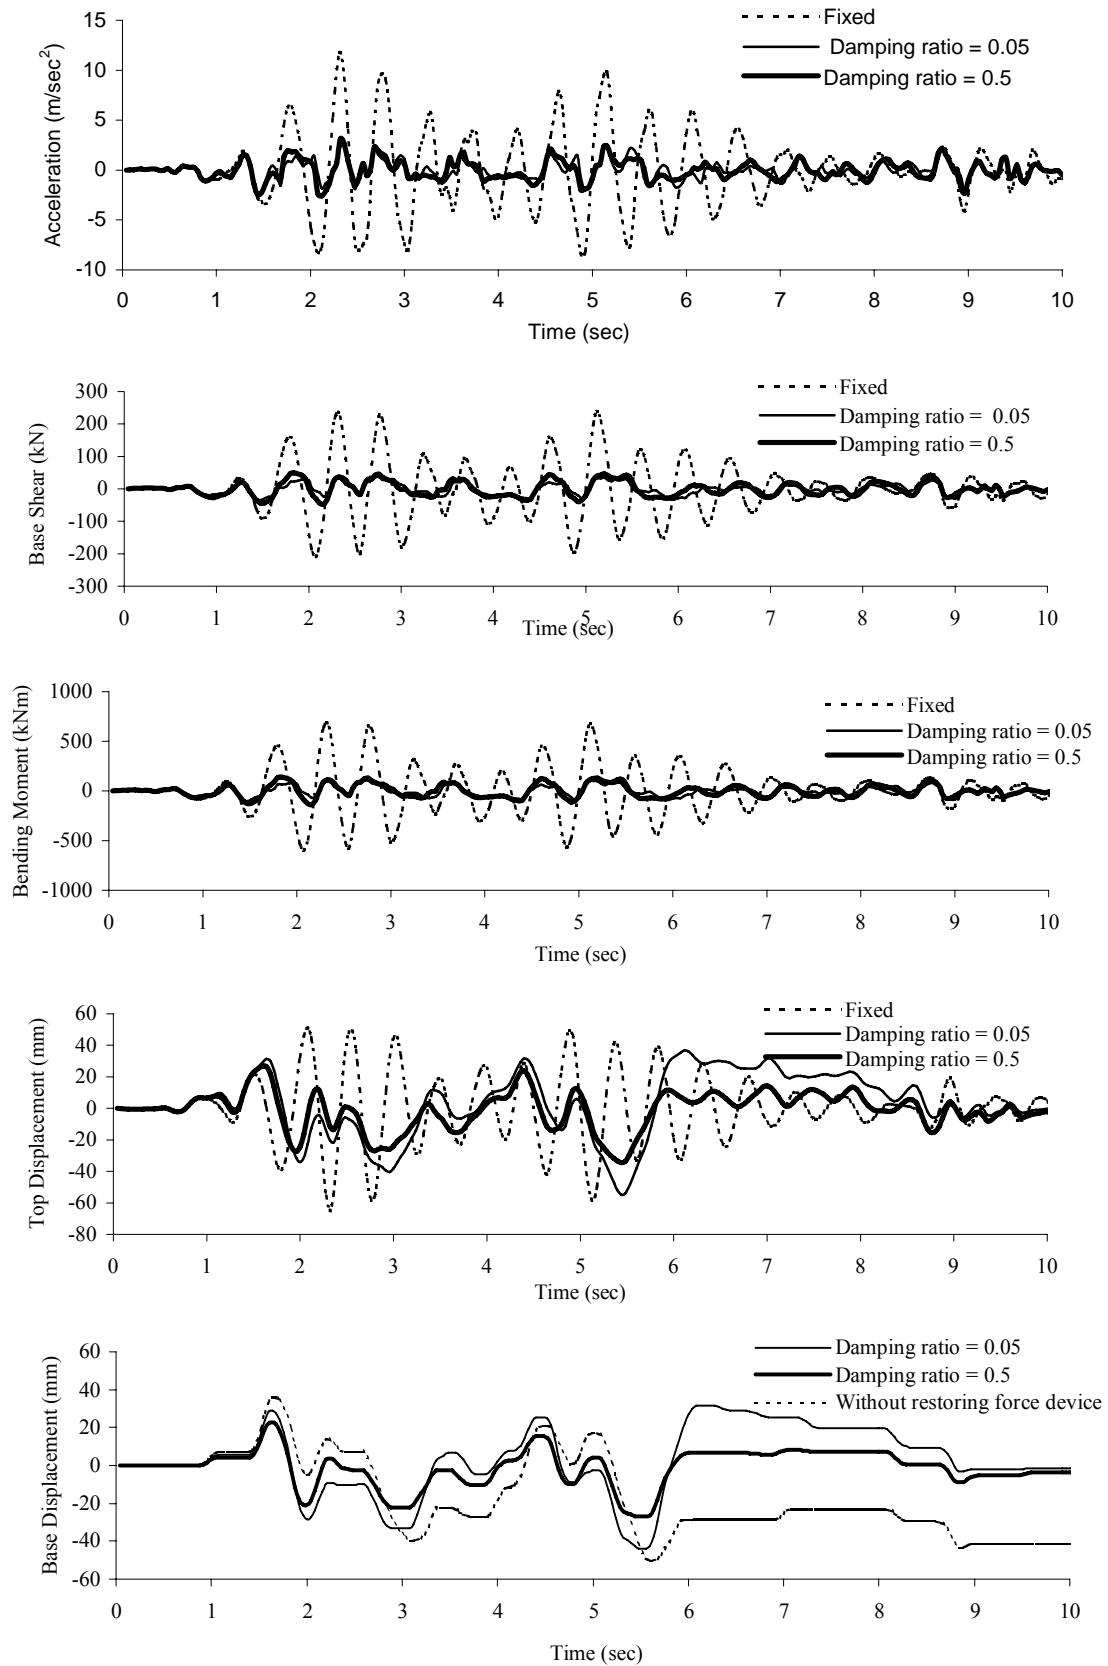 Fixed
Damping ratio = 0.05
Damping ratio = 0.5
Acceleration (m/sec²)
15
10
5
0
-5
-10
0 1 2 3 4 5 6 7 8 9 10
Time (sec)
Fixed
Damping ratio = 0.05
Damping ratio = 0.5
Base Shear (kN)
300
200
100
0
-100
-200
-300
0 1 2 3 4 5 6 7 8 9 10
Time (sec)
Fixed
Damping ratio = 0.05
Damping ratio = 0.5
Bending Moment (kNm)
1000
500
0
-500
-1000
0 1 2 3 4 5 6 7 8 9 10
Time (sec)
Fixed
Damping ratio = 0.05
Damping ratio = 0.5
Top Displacement (mm)
60
40
20
0
-20
-40
-60
-80
0 1 2 3 4 5 6 7 8 9 10
Time (sec)
Damping ratio = 0.05
Damping ratio = 0.5
Without restoring force device
Base Displacement (mm)
60
40
20
0
-20
-40
-60
0 1 2 3 4 5 6 7 8 9 10
Time (sec)